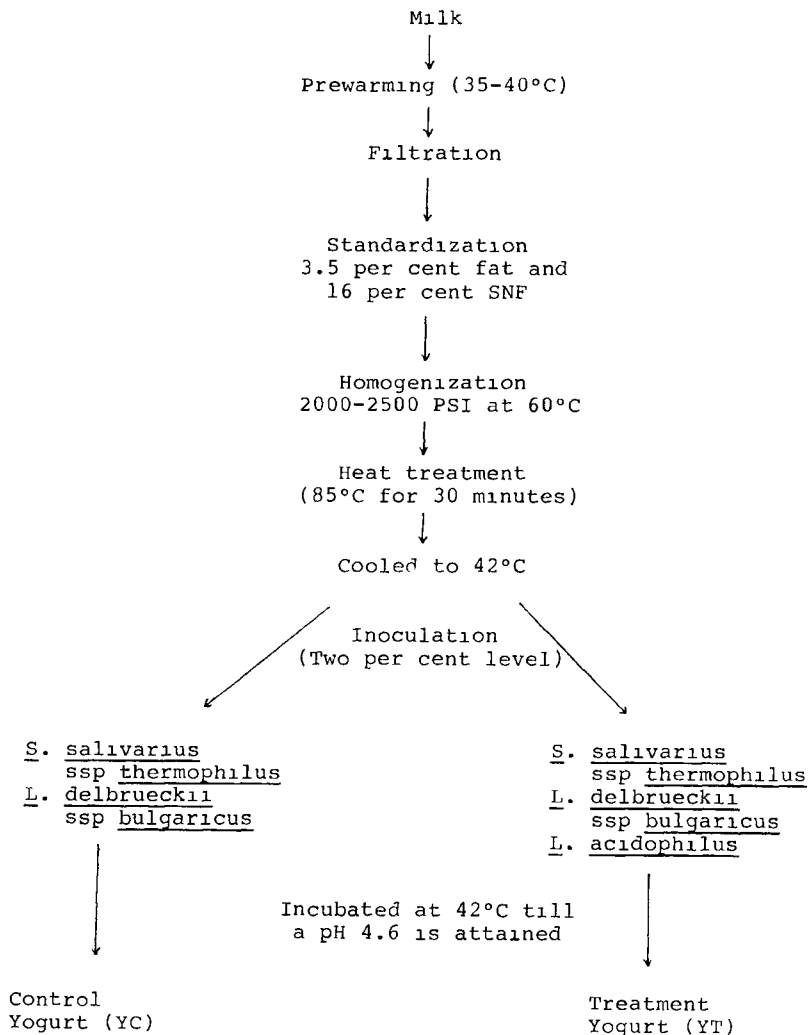 Milk
Prewarming (35-40°C)
Filtration
Standardization
3.5 per cent fat and
16 per cent SNF
Homogenization
2000-2500 PSI at 60°C
Heat treatment
(85°C for 30 minutes)
Cooled to 42°C
Inoculation
(Two per cent level)
S. salivarius
ssp thermophilus
L. delbrueckii
ssp bulgaricus
S. salivarius
ssp thermophilus
L. delbrueckii
ssp bulgaricus
L. acidophilus
Incubated at 42°C till
a pH 4.6 is attained
Control
Yogurt (YC)
Treatment
Yogurt (YT)